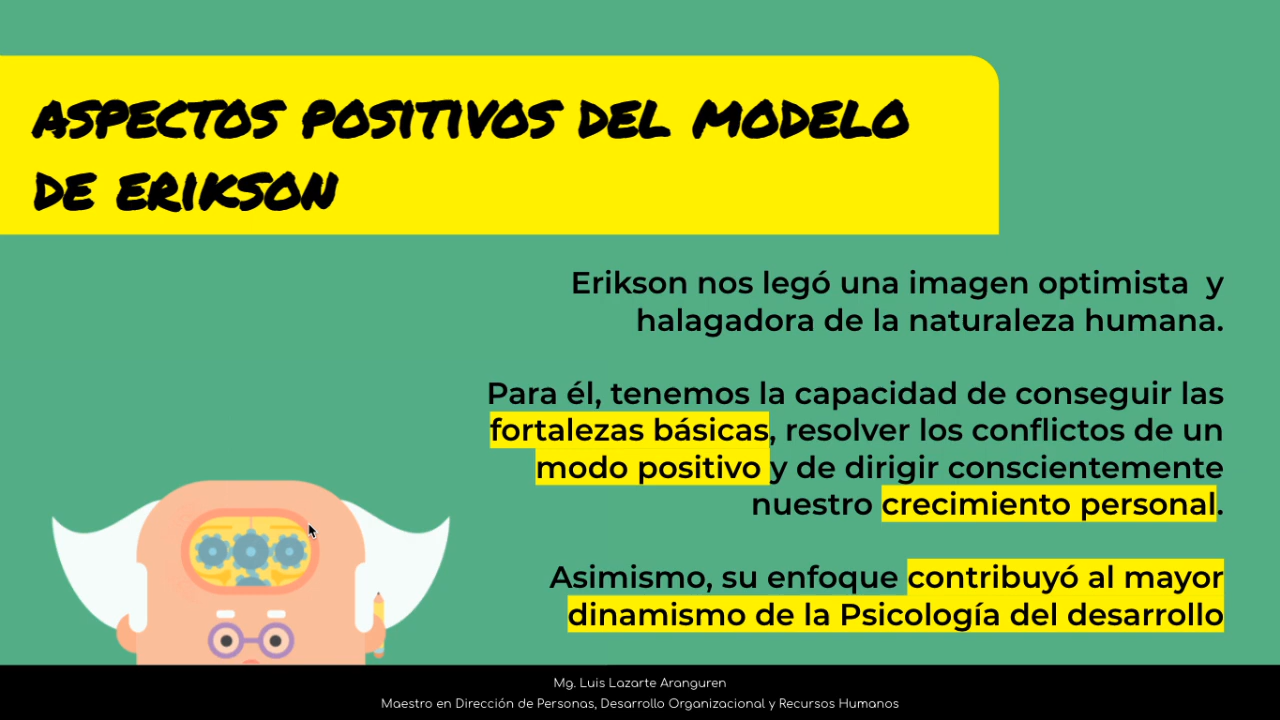 ASPECTOS POSITIVOS DEL MODELO
DE ERIKSON
Erikson nos legó una imagen optimista y
halagadora de la naturaleza humana.
Para él, tenemos la capacidad de conseguir las
fortalezas básicas, resolver los conflictos de un
modo positivo y de dirigir conscientemente
nuestro crecimiento personal.
Asimismo, su enfoque contribuyó al mayor
dinamismo de la Psicología del desarrollo
Mg. Luis Lazarte Aranguren
Maestro en Dirección de Personas, Desarrollo Organizacional y Recursos Humanos